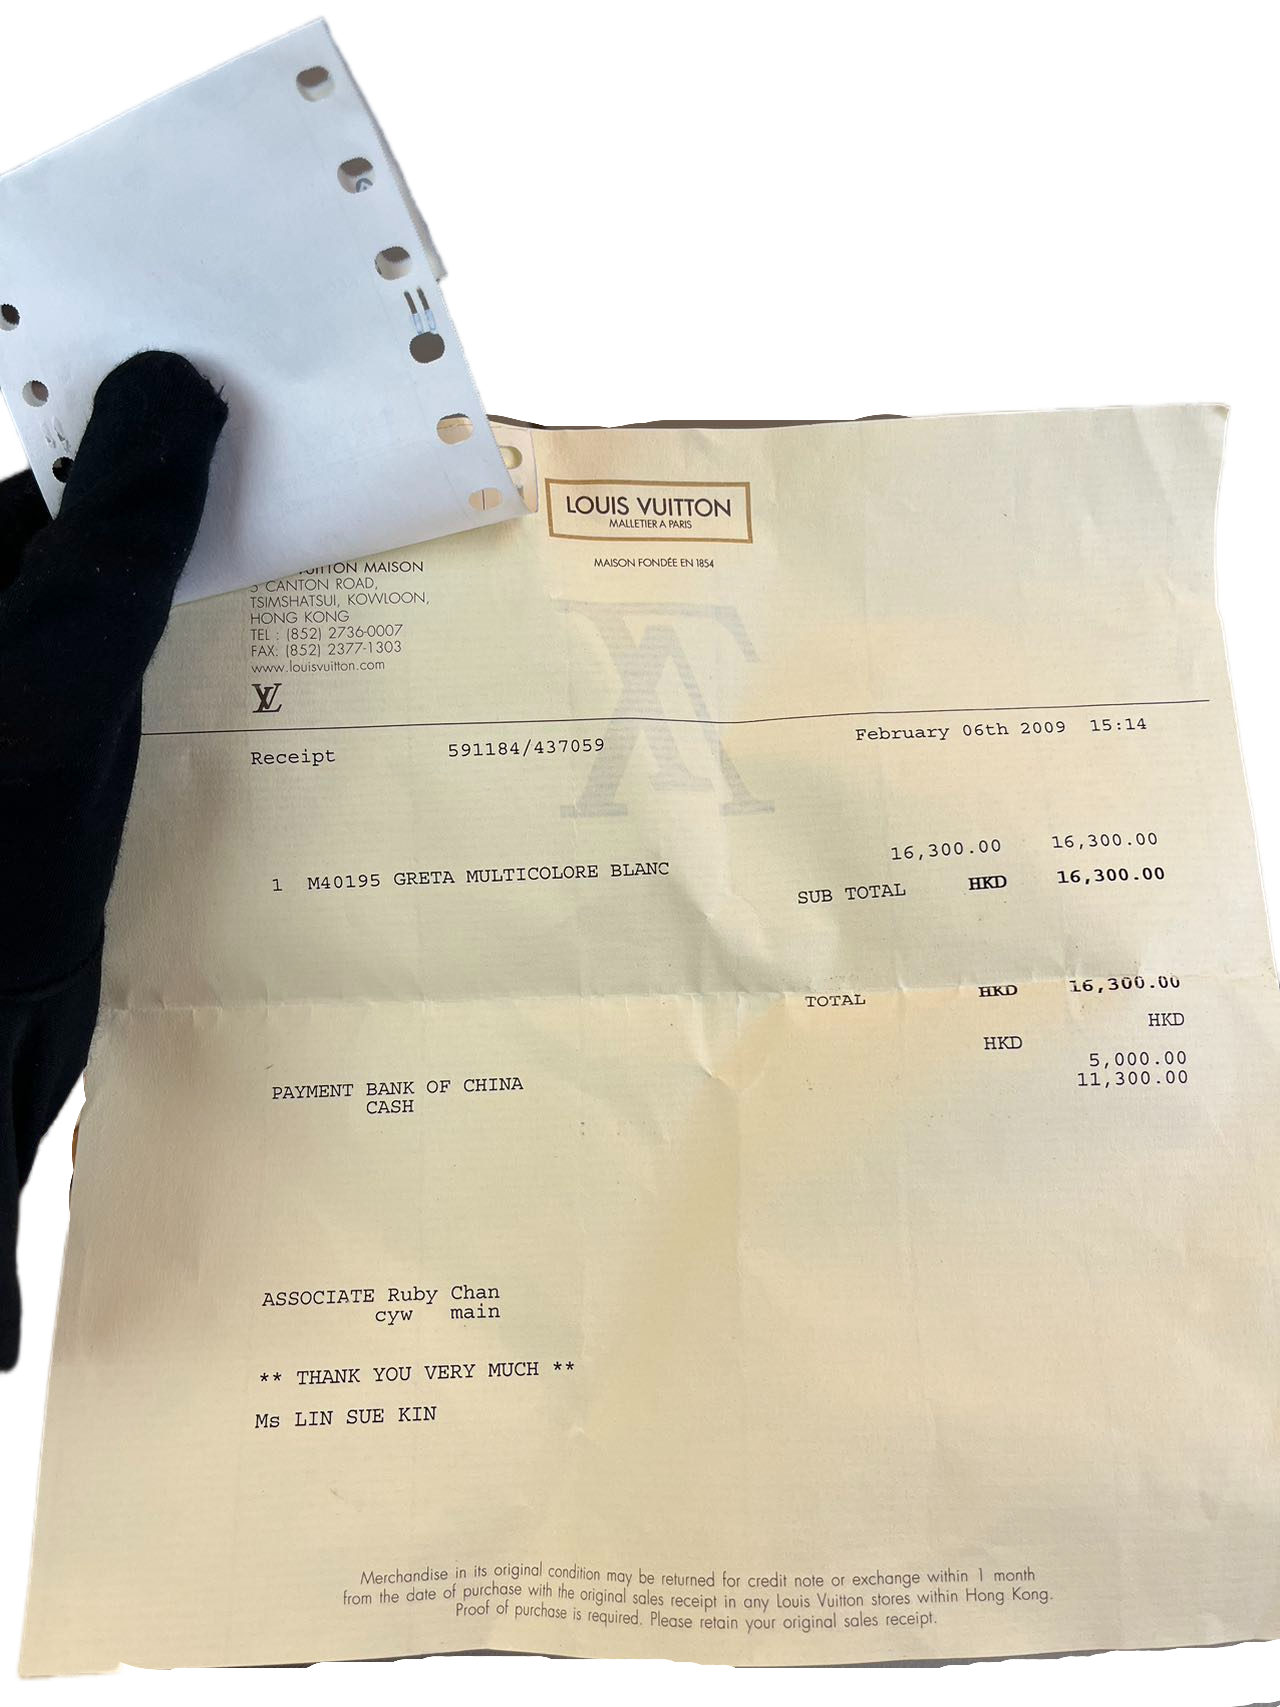 LOUIS VUITTON
MALLETIER A PARIS
MAISON FONDÉE EN 1854
MAISON
5 CANTON ROAD,
TSIMSHATSUI, KOWLOON,
HONG KONG
TEL : (852) 2736-0007
FAX: (852) 2377-1303
www.louisvuitton.com
LV
Receipt 591184/437059 February 06th 2009 15:14
1 M40195 GRETA MULTICOLORE BLANC 16,300.00 16,300.00
SUB TOTAL HKD 16,300.00
TOTAL HKD 16,300.00
HKD
HKD
PAYMENT BANK OF CHINA 5,000.00
CASH 11,300.00
ASSOCIATE Ruby Chan
cyw main
** THANK YOU VERY MUCH **
Ms LIN SUE KIN
Merchandise in its original condition may be returned for credit note or exchange within 1 month
from the date of purchase with the original sales receipt in any Louis Vuitton stores within Hong Kong.
Proof of purchase is required. Please retain your original sales receipt.